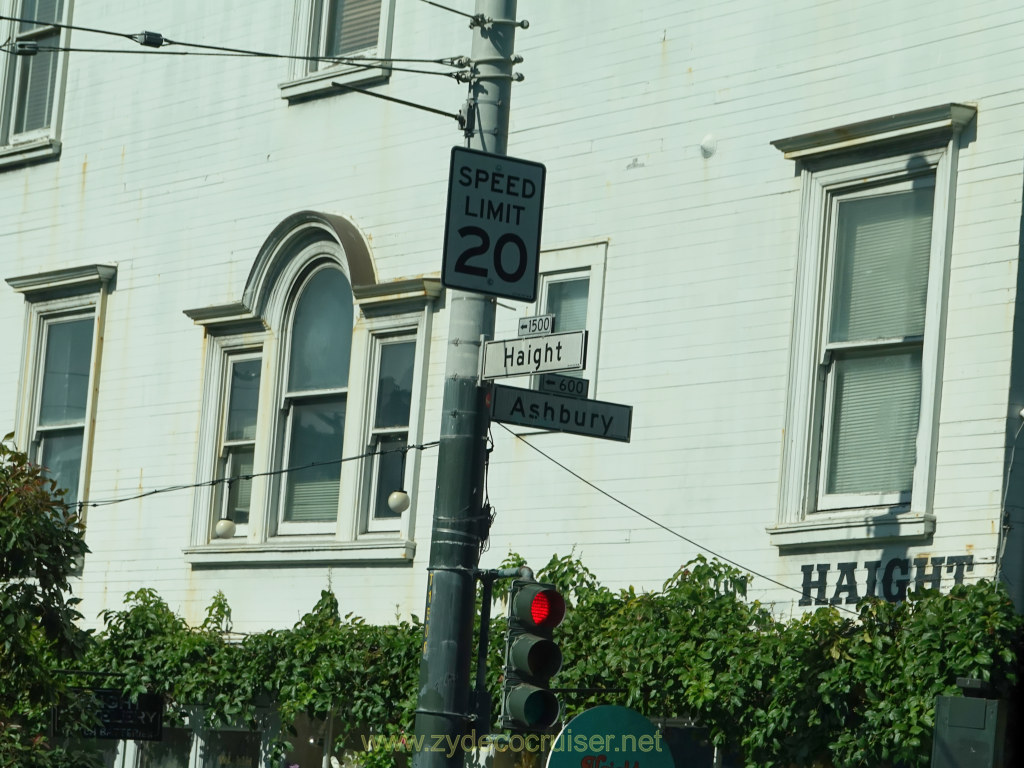 SPEED
LIMIT
20
←1500
Haight
←600
Ashbury
HAIGHT
www.zydecocruiser.net